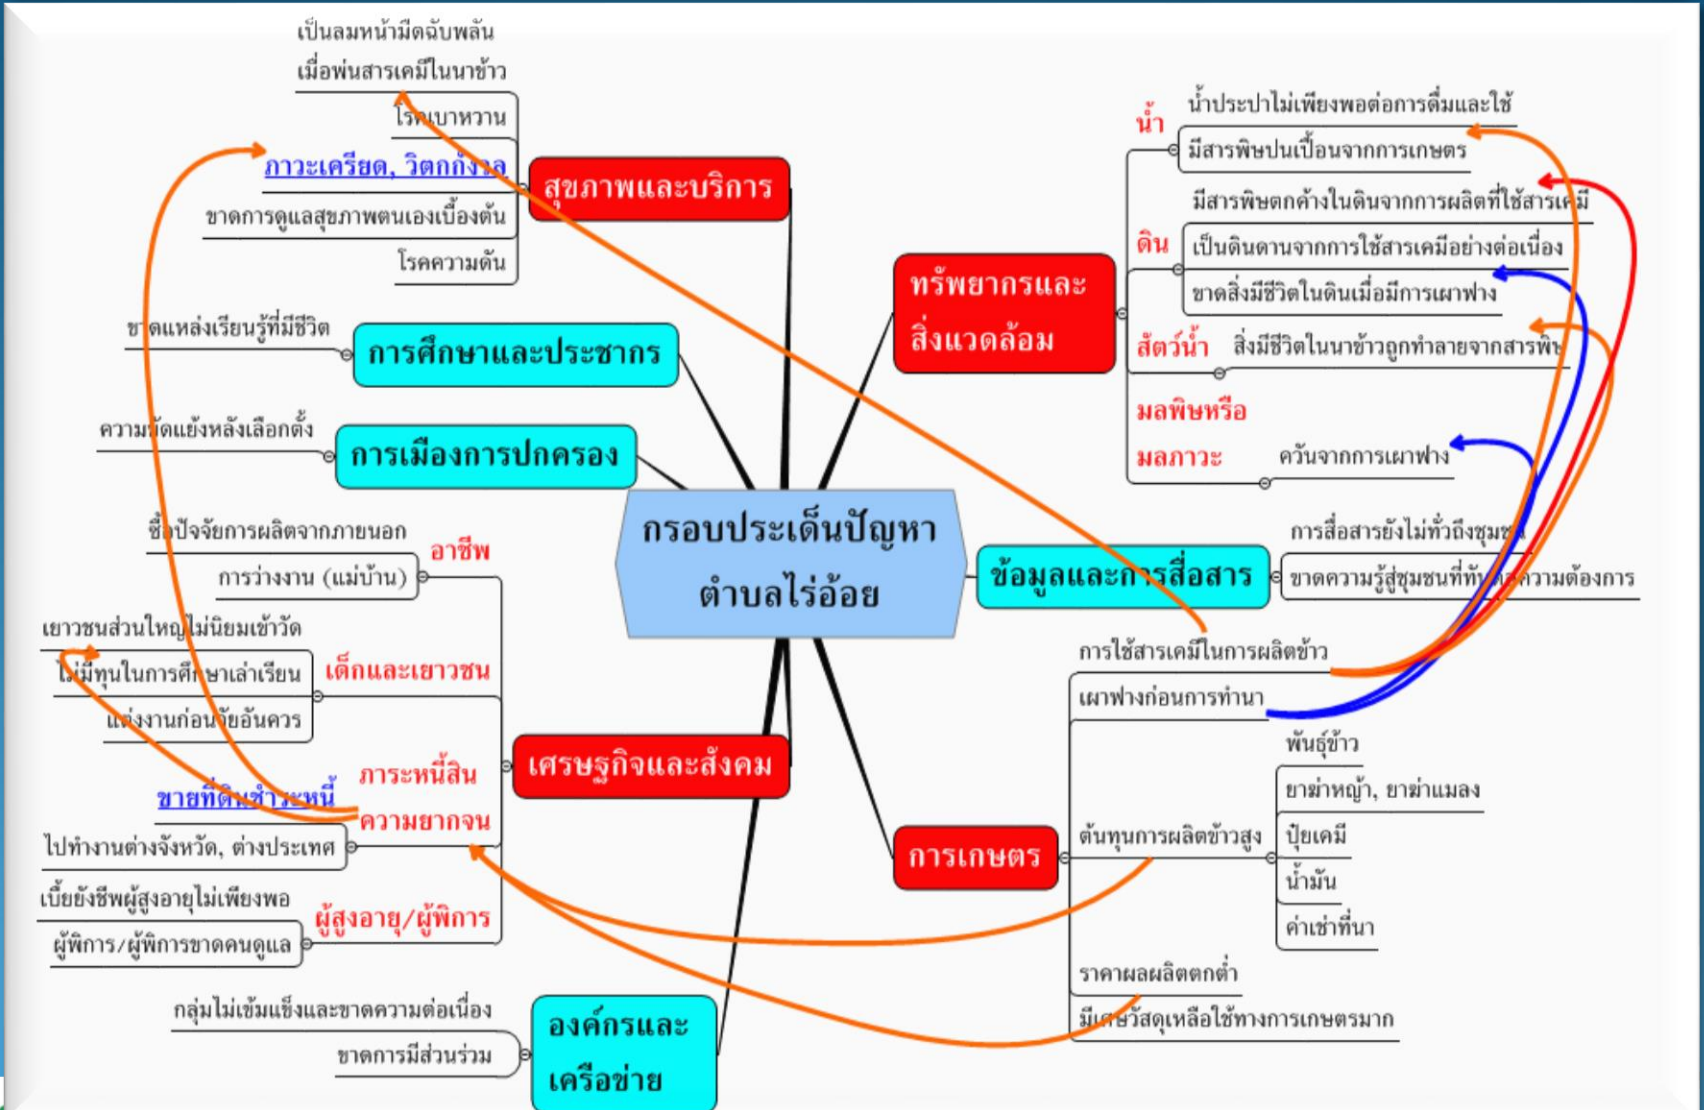 เป็นลมหน้ามืดฉับพลัน
เมื่อพ่นสารเคมีในนาข้าว
โรคเบาหวาน
ภาวะเครียด, วิตกกังวล
ขาดการดูแลสุขภาพตนเองเบื้องต้น
โรคความดัน
สุขภาพและบริการ
ขาดแหล่งเรียนรู้ที่มีชีวิต
การศึกษาและประชากร
ความขัดแย้งหลังเลือกตั้ง
การเมืองการปกครอง
กรอบประเด็นปัญหา
ตำบลไร่อ้อย
ซื้อปัจจัยการผลิตจากภายนอก
การว่างงาน (แม่บ้าน)
อาชีพ
เยาวชนส่วนใหญ่ไม่นิยมเข้าวัด
ไม่มีทุนในการศึกษาเล่าเรียน
แต่งงานก่อนวัยอันควร
เด็กและเยาวชน
ภาระหนี้สิน
ความยากจน
ขายที่ดินชำระหนี้
ไปทำงานต่างจังหวัด, ต่างประเทศ
เบี้ยยังชีพผู้สูงอายุไม่เพียงพอ
ผู้พิการ/ผู้พิการขาดคนดูแล
ผู้สูงอายุ/ผู้พิการ
เศรษฐกิจและสังคม
กลุ่มไม่เข้มแข็งและขาดความต่อเนื่อง
ขาดการมีส่วนร่วม
องค์กรและ
เครือข่าย
ทรัพยากรและ
สิ่งแวดล้อม
น้ำ
น้ำประปาไม่เพียงพอต่อการดื่มและใช้
มีสารพิษปนเปื้อนจากการเกษตร
ดิน
มีสารพิษตกค้างในดินจากการผลิตที่ใช้สารเคมี
เป็นดินดานจากการใช้สารเคมีอย่างต่อเนื่อง
ขาดสิ่งมีชีวิตในดินเมื่อมีการเผาฟาง
สัตว์น้ำ
สิ่งมีชีวิตในนาข้าวถูกทำลายจากสารพิษ
มลพิษหรือ
มลภาวะ
ควันจากการเผาฟาง
ข้อมูลและการสื่อสาร
การสื่อสารยังไม่ทั่วถึงชุมชน
ขาดความรู้สู่ชุมชนที่ทันต่อความต้องการ
การเกษตร
การใช้สารเคมีในการผลิตข้าว
เผาฟางก่อนการทำนา
ต้นทุนการผลิตข้าวสูง
พันธุ์ข้าว
ยาฆ่าหญ้า, ยาฆ่าแมลง
ปุ๋ยเคมี
น้ำมัน
ค่าเช่าที่นา
ราคาผลผลิตตกต่ำ
มีเศษวัสดุเหลือใช้ทางการเกษตรมาก